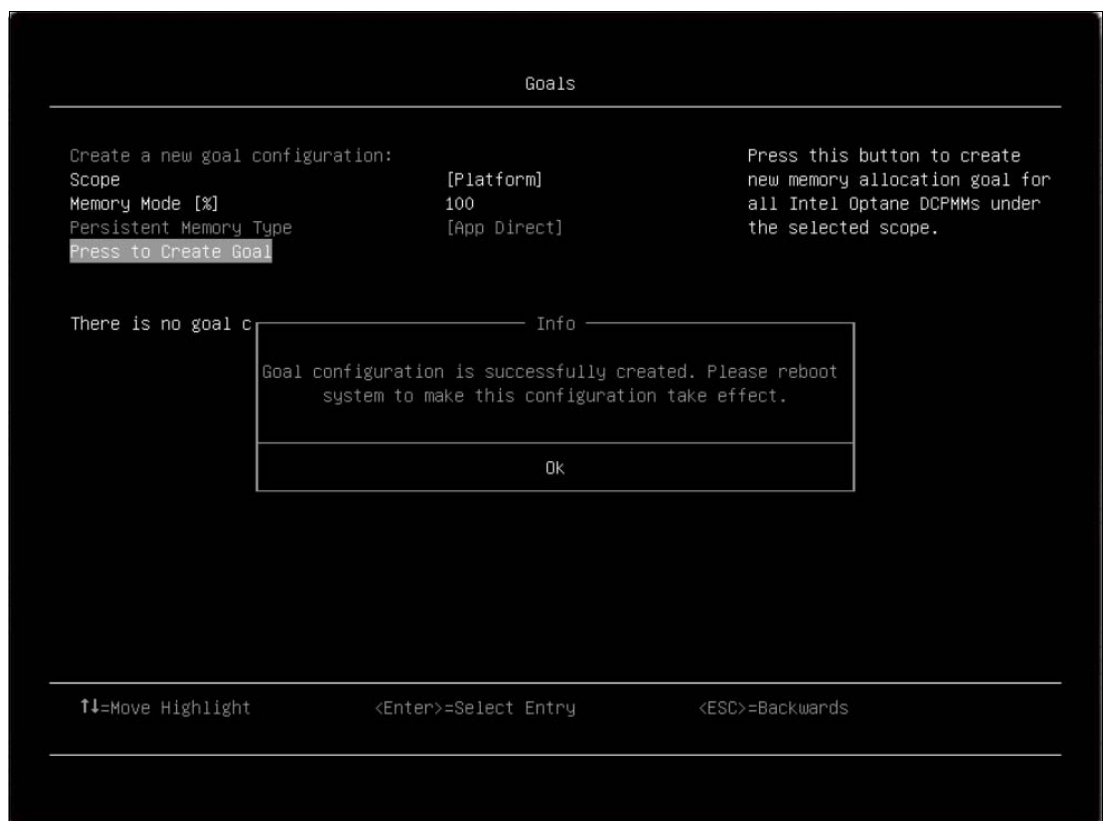 Goals
Create a new goal configuration:
Scope [Platform]
Memory Mode [%] 100
Persistent Memory Type [App Direct]
Press to Create Goal
Press this button to create
new memory allocation goal for
all Intel Optane DCPMMs under
the selected scope.
There is no goal c
Info
Goal configuration is successfully created. Please reboot
system to make this configuration take effect.
Ok
↑↓=Move Highlight <Enter>=Select Entry <ESC>=Backwards